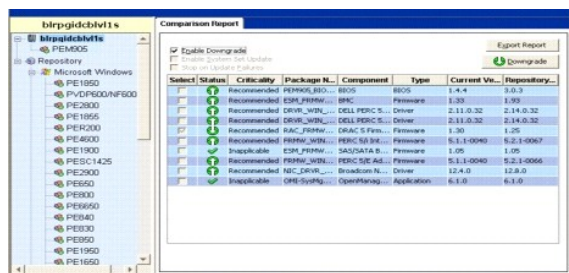 blrpgidcblvl1s
Comparison Report
blrpgidcblvl1s
PEM905
Repository
Microsoft Windows
PE1850
PVDP600/NF600
PE2800
PE1855
PER200
PE4600
PE1900
PESC1425
PE2900
PE650
PE800
PE6650
PE840
PE830
PE850
PE1950
PE1650
Enable Downgrade
Enable System Set Update
Stop on Update Failures
Export Report
Downgrade
Select Status Criticality Package N... Component Type Current Ve... Repository...
Recommended PEM905_BIO... BIOS BIOS 1.4.4 3.0.3
Recommended ESM_FRMW... BMC Firmware 1.33 1.93
Recommended DRVR_WIN... DELL PERC 5... Driver 2.11.0.32 2.14.0.32
Recommended DRVR_WIN... DELL PERC 5... Driver 2.11.0.32 2.14.0.32
Recommended RAC_FRMW... DRAC 5 Firm... Firmware 1.30 1.25
Recommended FRMW_WIN... PERC 5/i Int... Firmware 5.1.1-0040 5.2.1-0067
Inapplicable ESM_FRMW... SAS/SATA B... Firmware 1.05 1.05
Recommended FRMW_WIN... PERC 5/E Ad... Firmware 5.1.1-0040 5.2.1-0066
Recommended NIC_DRVR_... Broadcom N... Driver 12.4.0 12.8.0
Inapplicable OMI-SysMg... OpenManag... Application 6.1.0 6.1.0